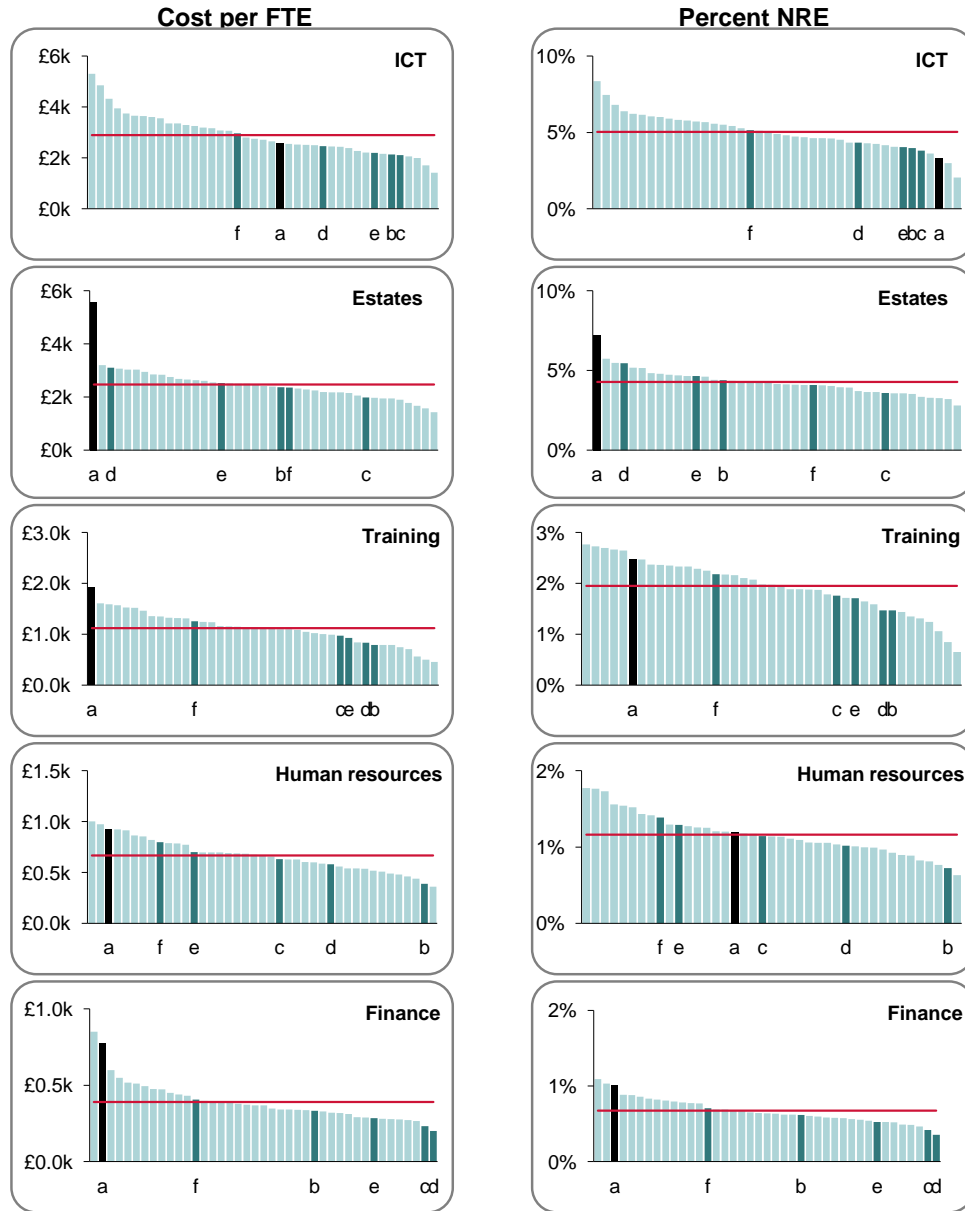 Cost per FTE
Percent NRE
ICT
£6k
£4k
£2k
£0k
f a d e bc
ICT
10%
5%
0%
f d ebc a
Estates
£6k
£4k
£2k
£0k
a d e bf c
Estates
10%
5%
0%
a d e b f c
Training
£3.0k
£2.0k
£1.0k
£0.0k
a f ce db
Training
3%
2%
1%
0%
a f c e db
Human resources
£1.5k
£1.0k
£0.5k
£0.0k
a f e c d b
Human resources
2%
1%
0%
f e a c d b
Finance
£1.0k
£0.5k
£0.0k
a f b e cd
Finance
2%
1%
0%
a f b e cd